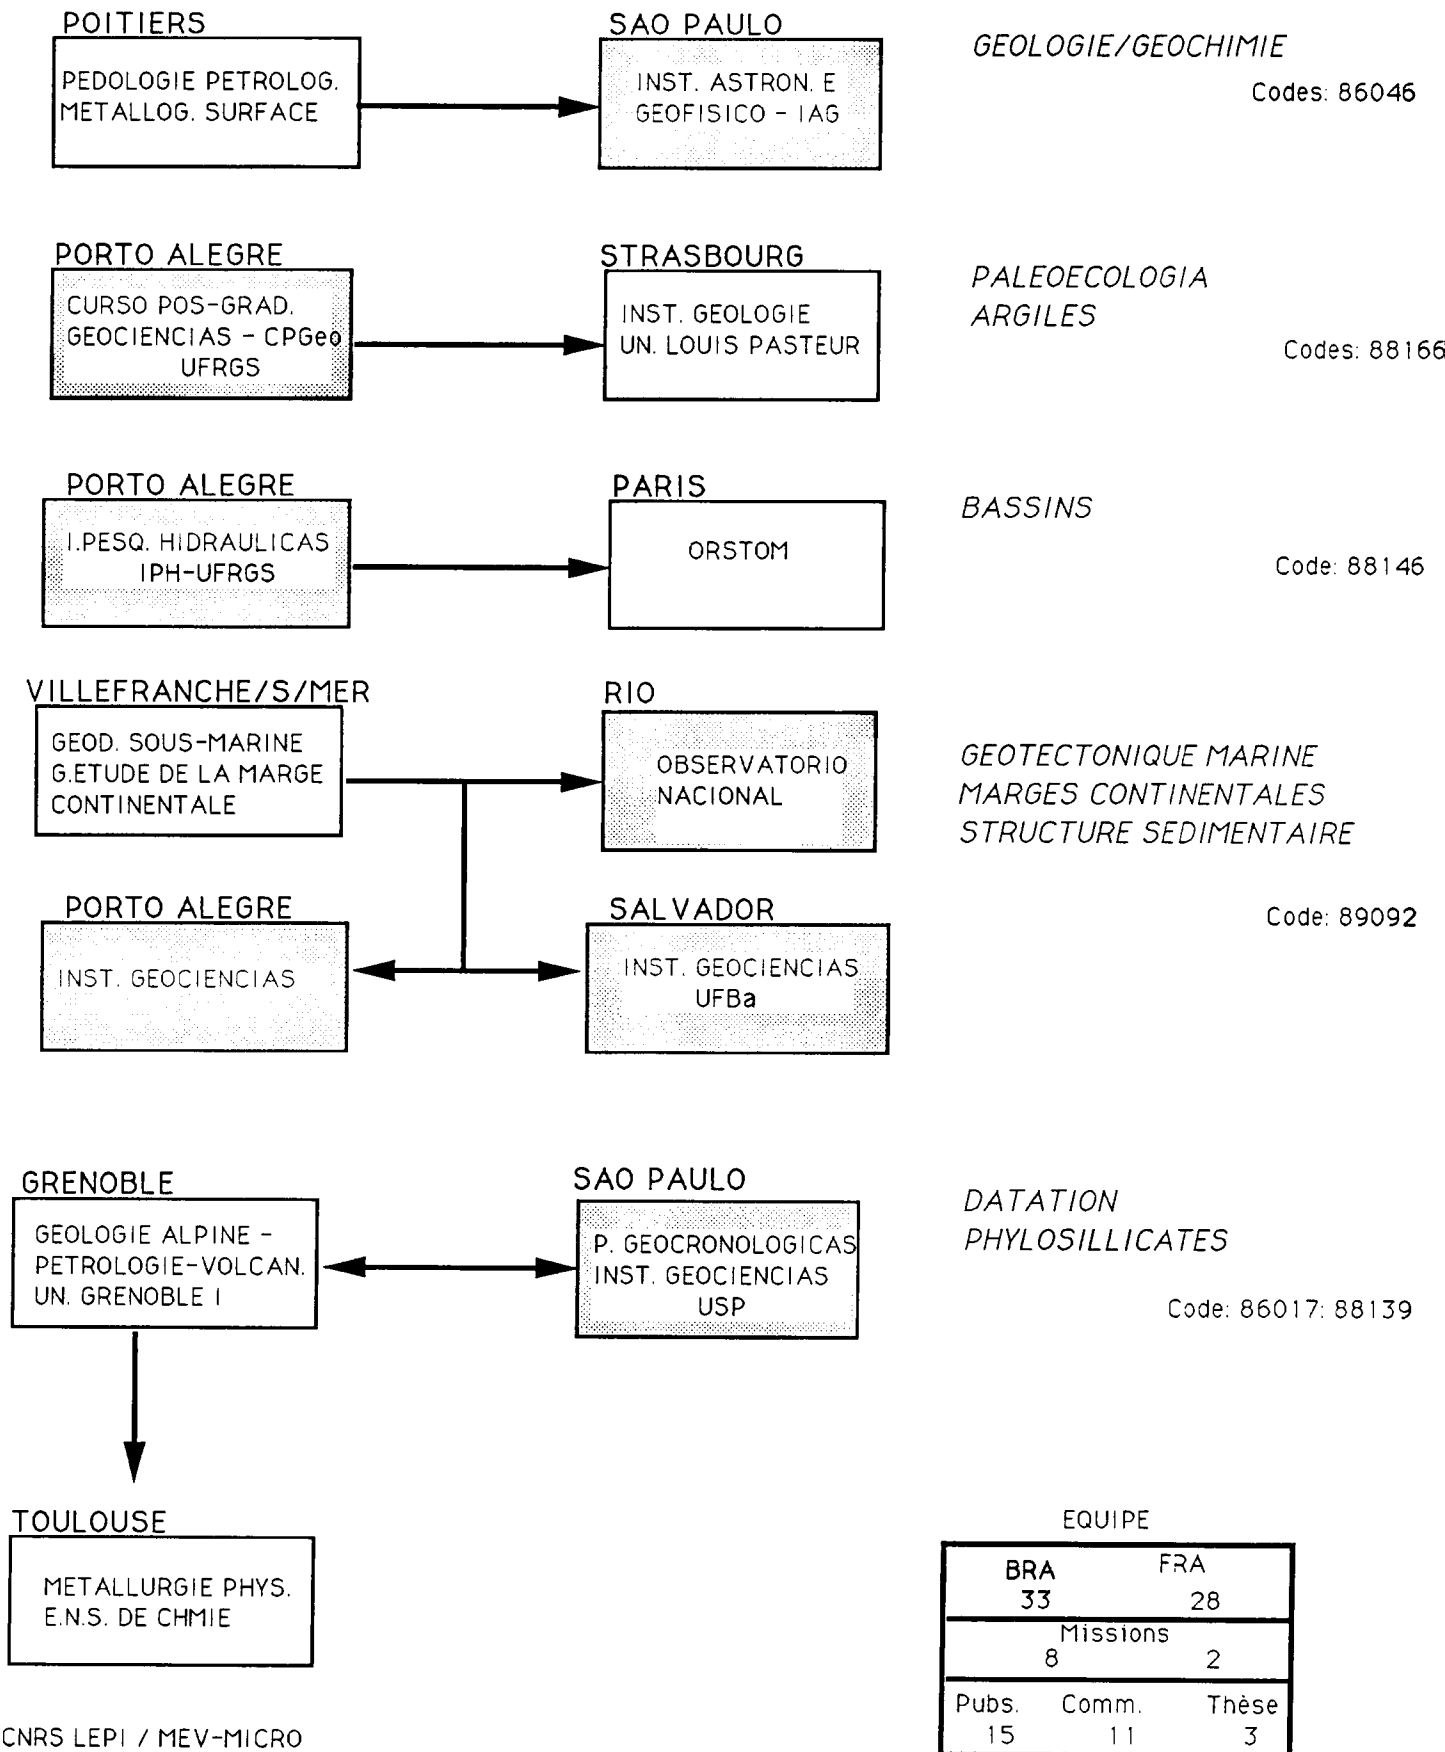 POITIERS
PEDOLOGIE PETROLOG.
METALLOG. SURFACE
SAO PAULO
INST. ASTRON. E
GEOFISICO - IAG
GEOLOGIE/GEOCHIMIE
Codes: 86046
PORTO ALEGRE
CURSO POS-GRAD.
GEOCIENCIAS - CPGeo
UFRGS
STRASBOURG
INST. GEOLOGIE
UN. LOUIS PASTEUR
PALEOECOLOGIA
ARGILES
Codes: 88166
PORTO ALEGRE
I.PESQ. HIDRAULICAS
IPH-UFRGS
PARIS
ORSTOM
BASSINS
Code: 88146
VILLEFRANCHE/S/MER
GEOD. SOUS-MARINE
G.ETUDE DE LA MARGE
CONTINENTALE
RIO
OBSERVATORIO
NACIONAL
GEOTECTONIQUE MARINE
MARGES CONTINENTALES
STRUCTURE SEDIMENTAIRE
Code: 89092
PORTO ALEGRE
INST. GEOCIENCIAS
SALVADOR
INST. GEOCIENCIAS
UFBa
GRENOBLE
GEOLOGIE ALPINE -
PETROLOGIE-VOLCAN.
UN. GRENOBLE I
SAO PAULO
P. GEOCRONOLOGICAS
INST. GEOCIENCIAS
USP
DATATION
PHYLOSILLICATES
Code: 86017: 88139
TOULOUSE
METALLURGIE PHYS.
E.N.S. DE CHMIE
CNRS LEPI / MEV-MICRO
EQUIPE
BRA FRA
33 28
Missions
8 2
Pubs. Comm. Thèse
15 11 3